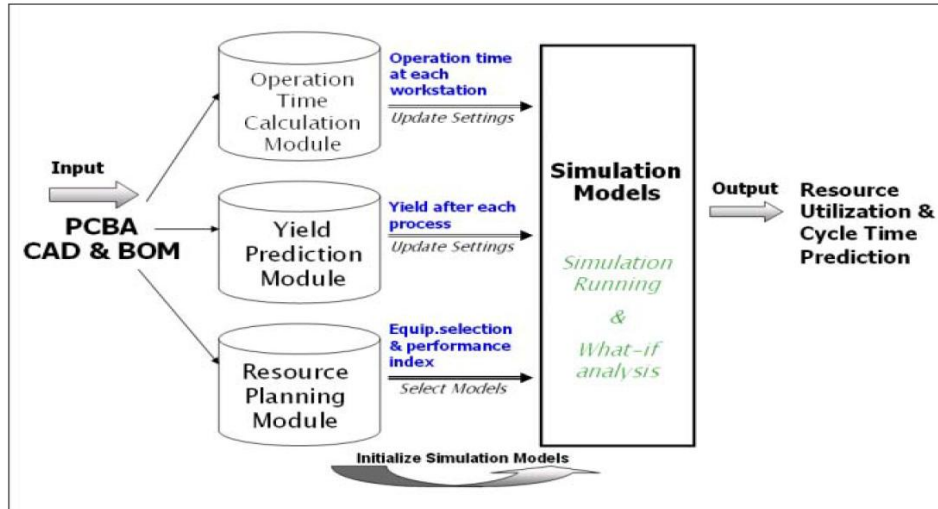 Input
PCBA
CAD & BOM
Operation
Time
Calculation
Module
Operation time
at each
workstation
Update Settings
Yield
Prediction
Module
Yield after each
process
Update Settings
Resource
Planning
Module
Equip.selection
& performance
index
Select Models
Initialize Simulation Models
Simulation
Models
Simulation
Running
&
What-if
analysis
Output
Resource
Utilization &
Cycle Time
Prediction